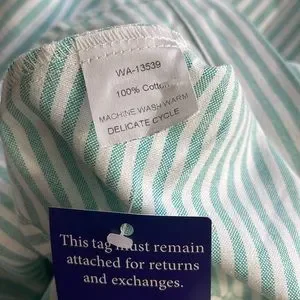 WA-13539
100% Cotton
MACHINE WASH WARM
DELICATE CYCLE
This tag must remain
attached for returns
and exchanges.